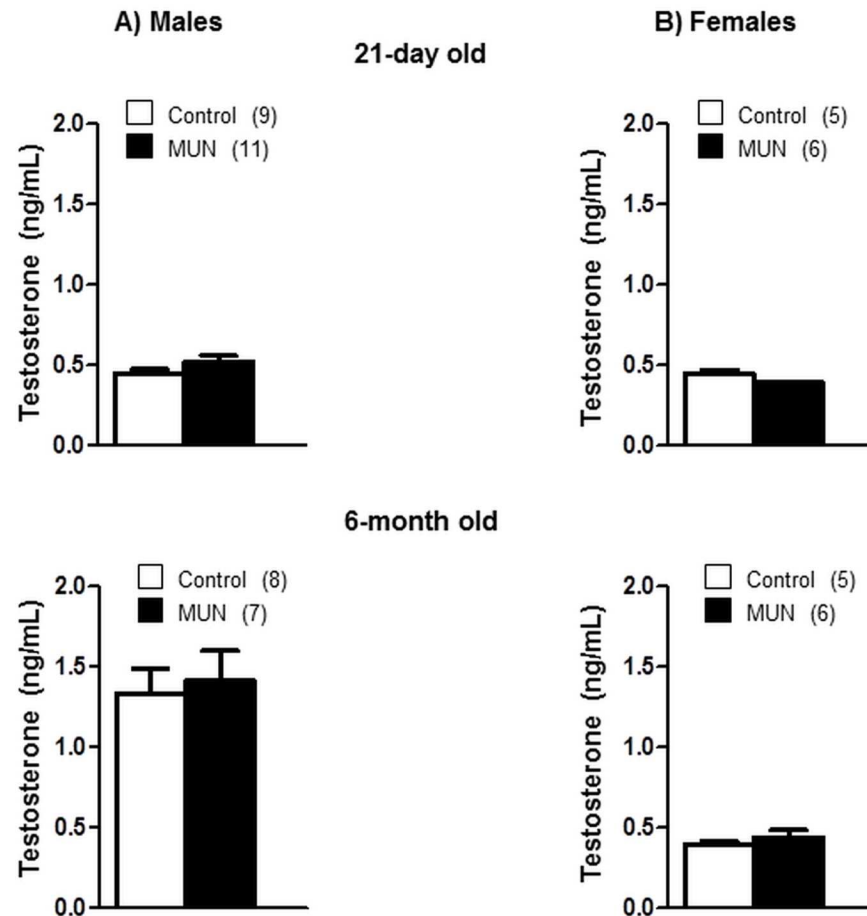 A) Males
B) Females
21-day old
Control (9)
MUN (11)
Testosterone (ng/mL)
2.0
1.5
1.0
0.5
0.0
Control (5)
MUN (6)
Testosterone (ng/mL)
2.0
1.5
1.0
0.5
0.0
6-month old
Control (8)
MUN (7)
Testosterone (ng/mL)
2.0
1.5
1.0
0.5
0.0
Control (5)
MUN (6)
Testosterone (ng/mL)
2.0
1.5
1.0
0.5
0.0